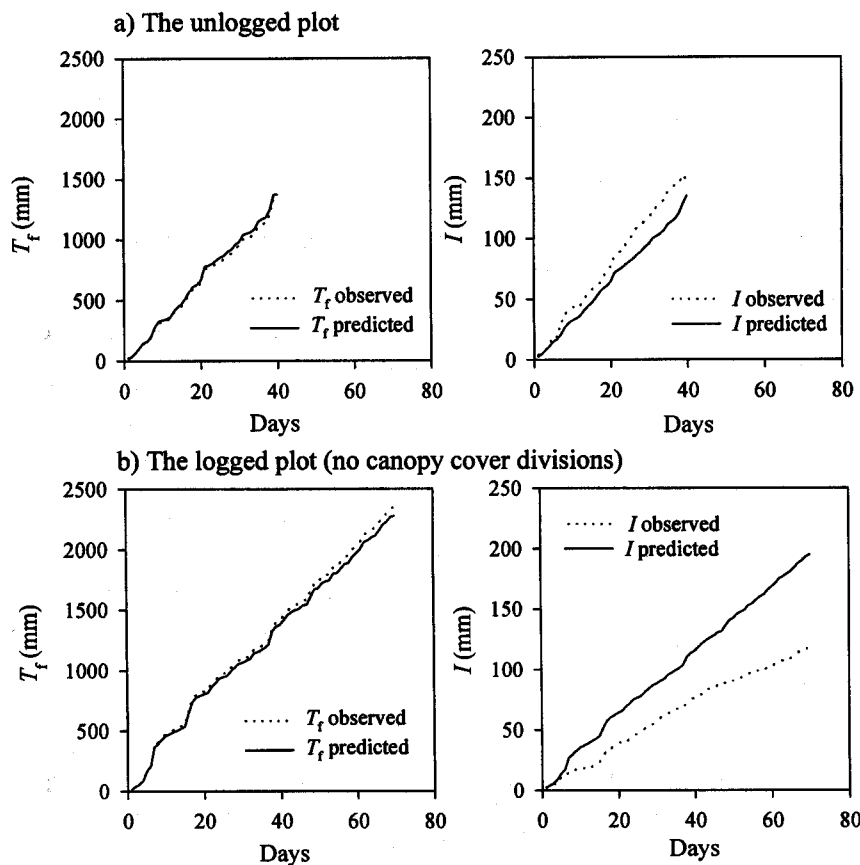 a) The unlogged plot
2500
2000
1500
1000
500
0
T_f (mm)
T_f observed
T_f predicted
0 20 40 60 80
Days
250
200
150
100
50
0
I (mm)
I observed
I predicted
0 20 40 60 80
Days
b) The logged plot (no canopy cover divisions)
2500
2000
1500
1000
500
0
T_f (mm)
T_f observed
T_f predicted
0 20 40 60 80
Days
250
200
150
100
50
0
I (mm)
I observed
I predicted
0 20 40 60 80
Days